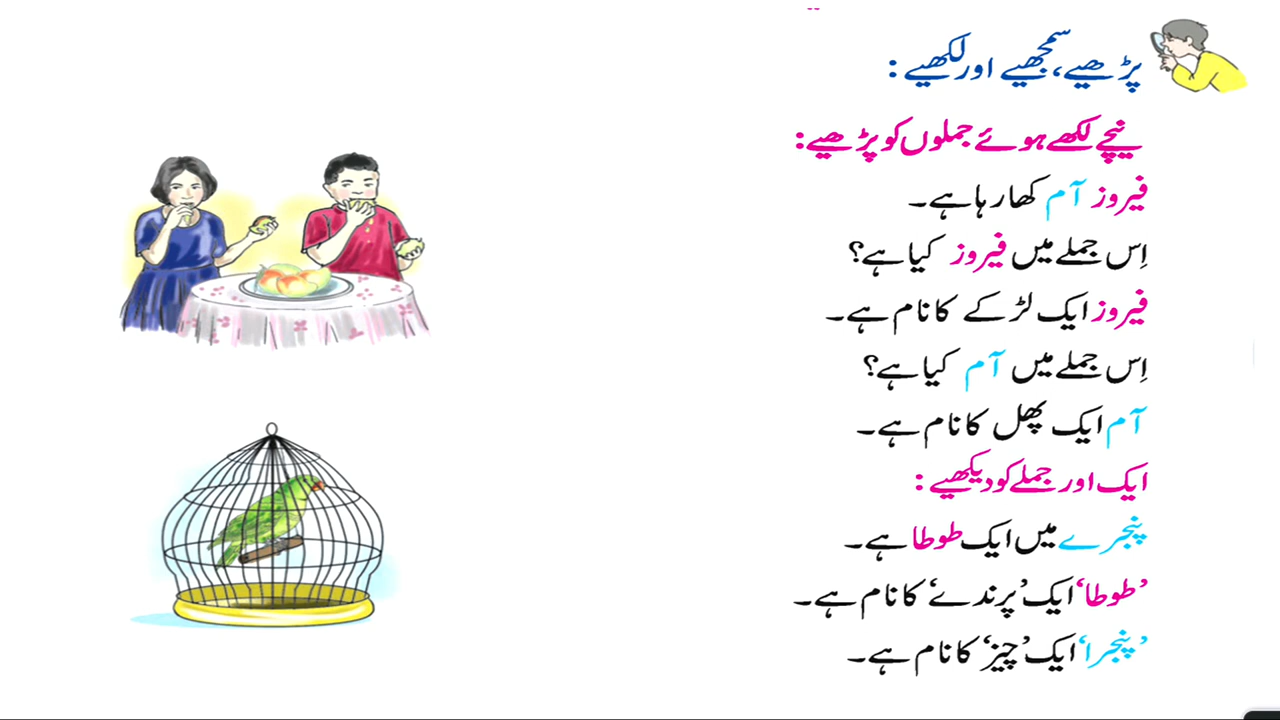 پڑھیے، سمجھیے اور لکھیے :
نیچے لکھے ہوئے جملوں کو پڑھیے:
فیروز آم کھا رہا ہے۔
اِس جملے میں فیروز کیا ہے؟
فیروز ایک لڑکے کا نام ہے۔
اِس جملے میں آم کیا ہے؟
آم ایک پھل کا نام ہے۔
ایک اور جملے کو دیکھیے :
پنجرے میں ایک طوطا ہے۔
’طوطا‘ ایک ’پرندے‘ کا نام ہے۔
’پنجرا‘ ایک ’چیز‘ کا نام ہے۔